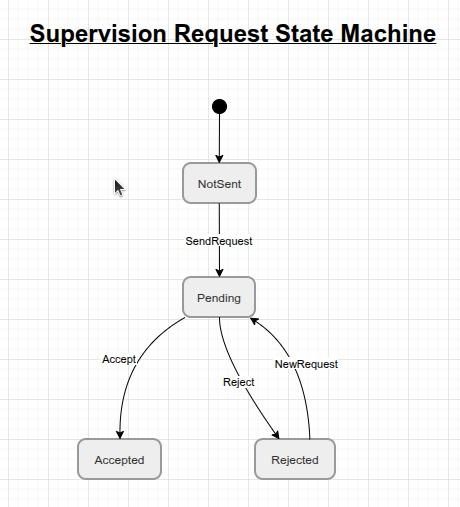 Supervision Request State Machine
NotSent
SendRequest
Pending
Accept
NewRequest
Reject
Accepted
Rejected